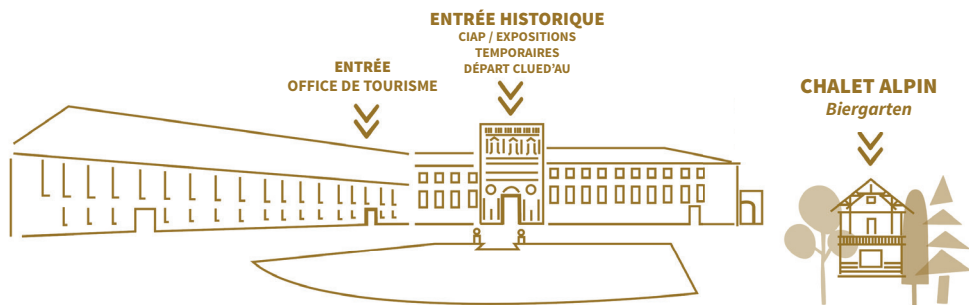 ENTRÉE
OFFICE DE TOURISME
ENTRÉE HISTORIQUE
CIAP / EXPOSITIONS
TEMPORAIRES
DÉPART CLUED’AU
CHALET ALPIN
Biergarten